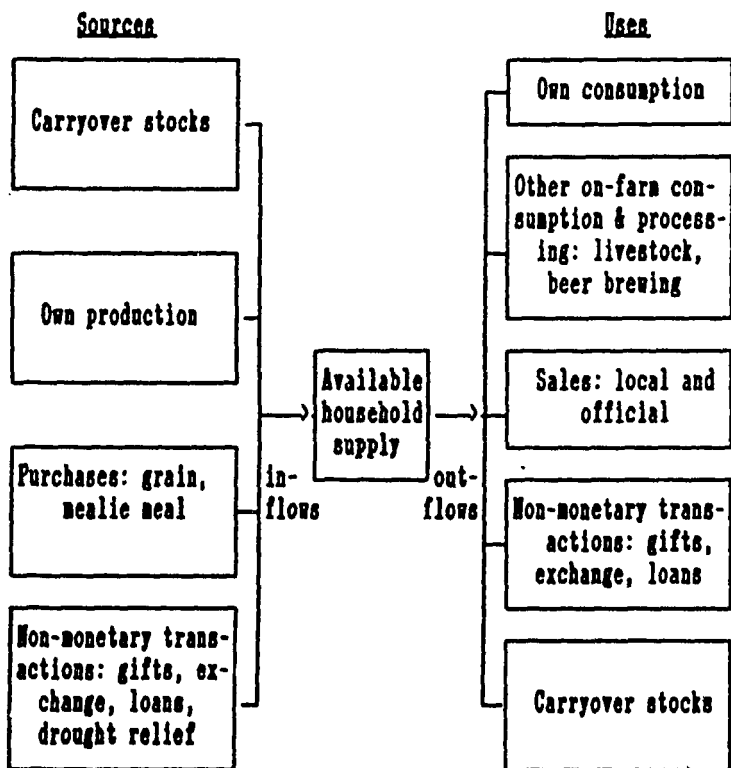 Sources
Carryover stocks
Own production
Purchases: grain,
mealie meal
Non-monetary trans-
actions: gifts, ex-
change, loans,
drought relief
in-
flows
Available
household
supply
out-
flows
Uses
Own consumption
Other on-farm con-
sumption & process-
ing: livestock,
beer brewing
Sales: local and
official
Non-monetary trans-
actions: gifts,
exchange, loans
Carryover stocks